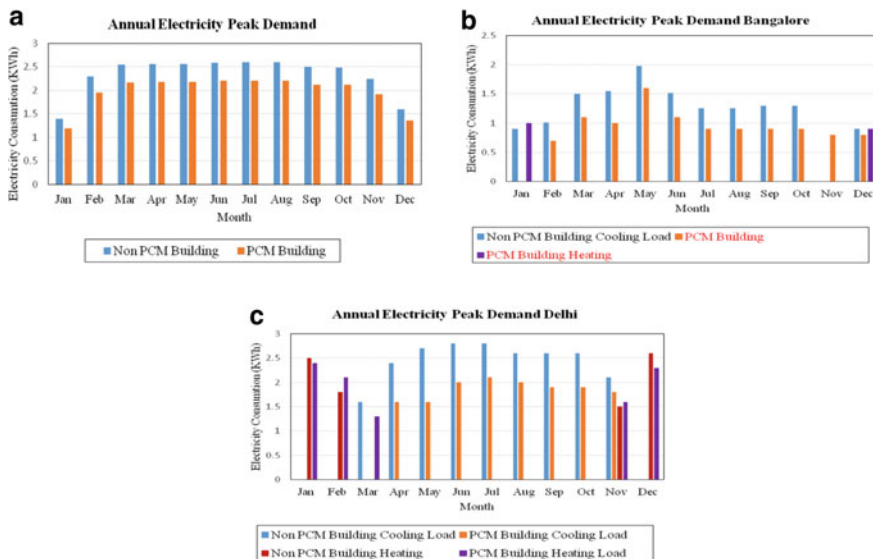 a
Annual Electricity Peak Demand
Electricity Consumtion (KWh)
3
2.5
2
1.5
1
0.5
0
Jan Feb Mar Apr May Jun Jul Aug Sep Oct Nov Dec
Month
Non PCM Building PCM Building
b
Annual Electricity Peak Demand Bangalore
Electricity Consumtion (KWh)
2.5
2
1.5
1
0.5
0
Jan Feb Mar Apr May Jun Jul Aug Sep Oct Nov Dec
Month
Non PCM Building Cooling Load PCM Building
PCM Building Heating
c
Annual Electricity Peak Demand Delhi
Electricity Consumtion (KWh)
3
2.5
2
1.5
1
0.5
0
Jan Feb Mar Apr May Jun Jul Aug Sep Oct Nov Dec
Month
Non PCM Building Cooling Load PCM Building Cooling Load
Non PCM Building Heating PCM Building Heating Load